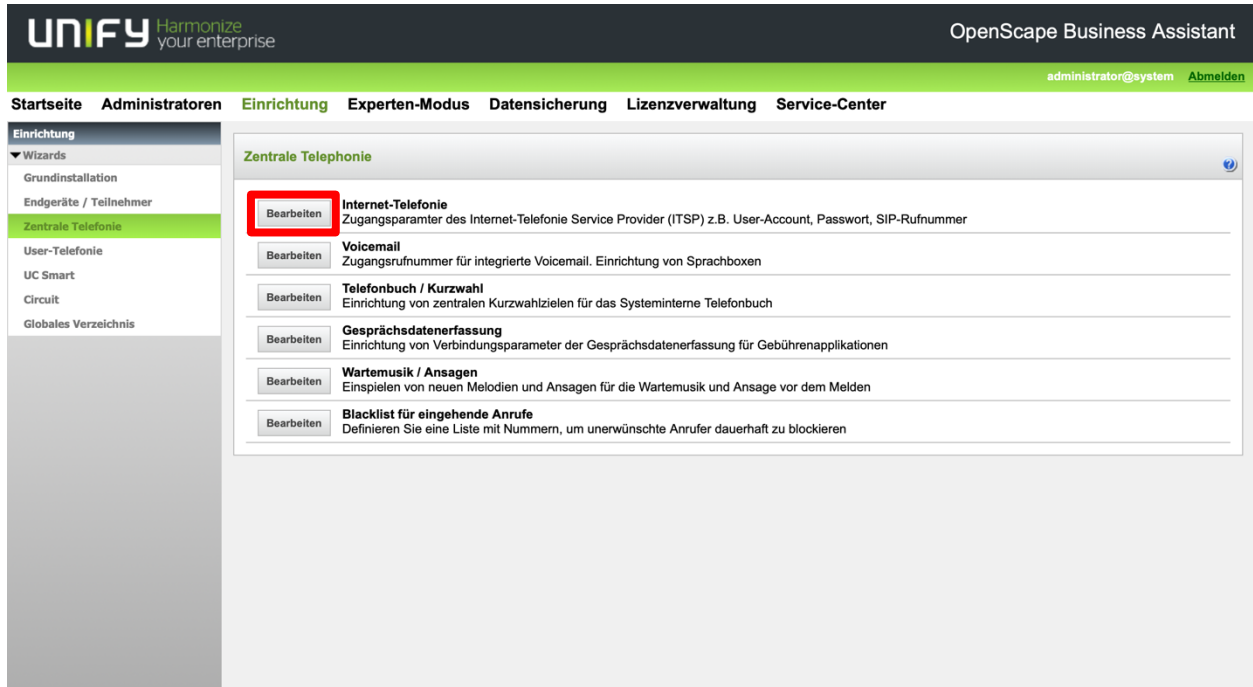 UNIFY Harmonize
your enterprise
OpenScape Business Assistant
administrator@system Abmelden
Startseite Administratoren Einrichtung Experten-Modus Datensicherung Lizenzverwaltung Service-Center
Einrichtung
Wizards
Grundinstallation
Endgeräte / Teilnehmer
Zentrale Telefonie
User-Telefonie
UC Smart
Circuit
Globales Verzeichnis
Zentrale Telephonie
Bearbeiten
Internet-Telefonie
Zugangsparamter des Internet-Telefonie Service Provider (ITSP) z.B. User-Account, Passwort, SIP-Rufnummer
Bearbeiten
Voicemail
Zugangsrufnummer für integrierte Voicemail. Einrichtung von Sprachboxen
Bearbeiten
Telefonbuch / Kurzwahl
Einrichtung von zentralen Kurzwahlzielen für das Systeminterne Telefonbuch
Bearbeiten
Gesprächsdatenerfassung
Einrichtung von Verbindungsparameter der Gesprächsdatenerfassung für Gebührenapplikationen
Bearbeiten
Wartemusik / Ansagen
Einspielen von neuen Melodien und Ansagen für die Wartemusik und Ansage vor dem Melden
Bearbeiten
Blacklist für eingehende Anrufe
Definieren Sie eine Liste mit Nummern, um unerwünschte Anrufer dauerhaft zu blockieren